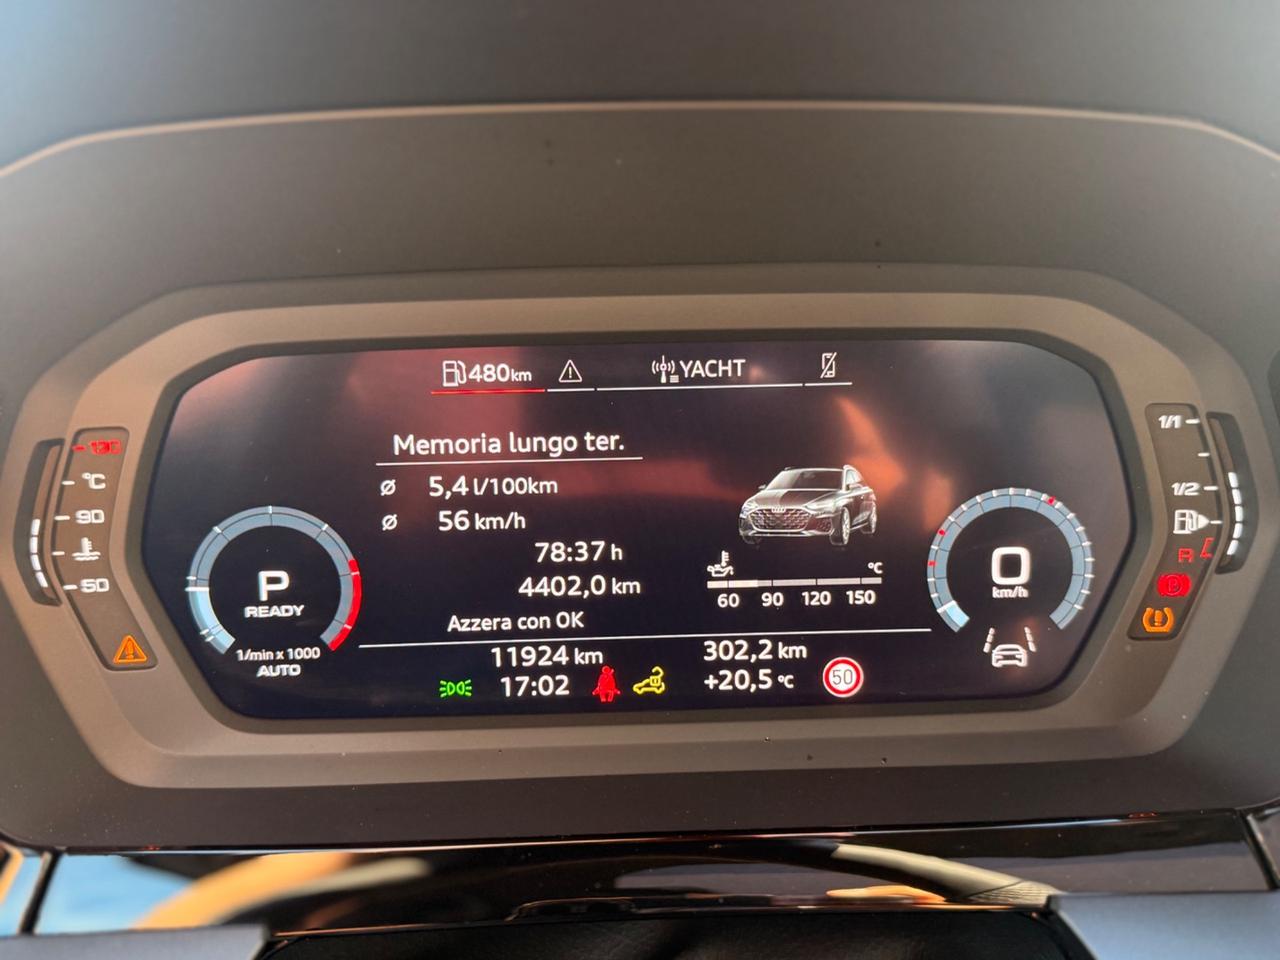 480 km
YACHT
Memoria lungo ter.
ø 5,4 l/100km
ø 56 km/h
78:37 h
4402,0 km
Azzera con OK
11924 km
302,2 km
17:02
+20,5 °C
50
P
READY
1/min x 1000
AUTO
°C
60 90 120 150
0
km/h
130
°C
90
50
1/1
1/2
R
P